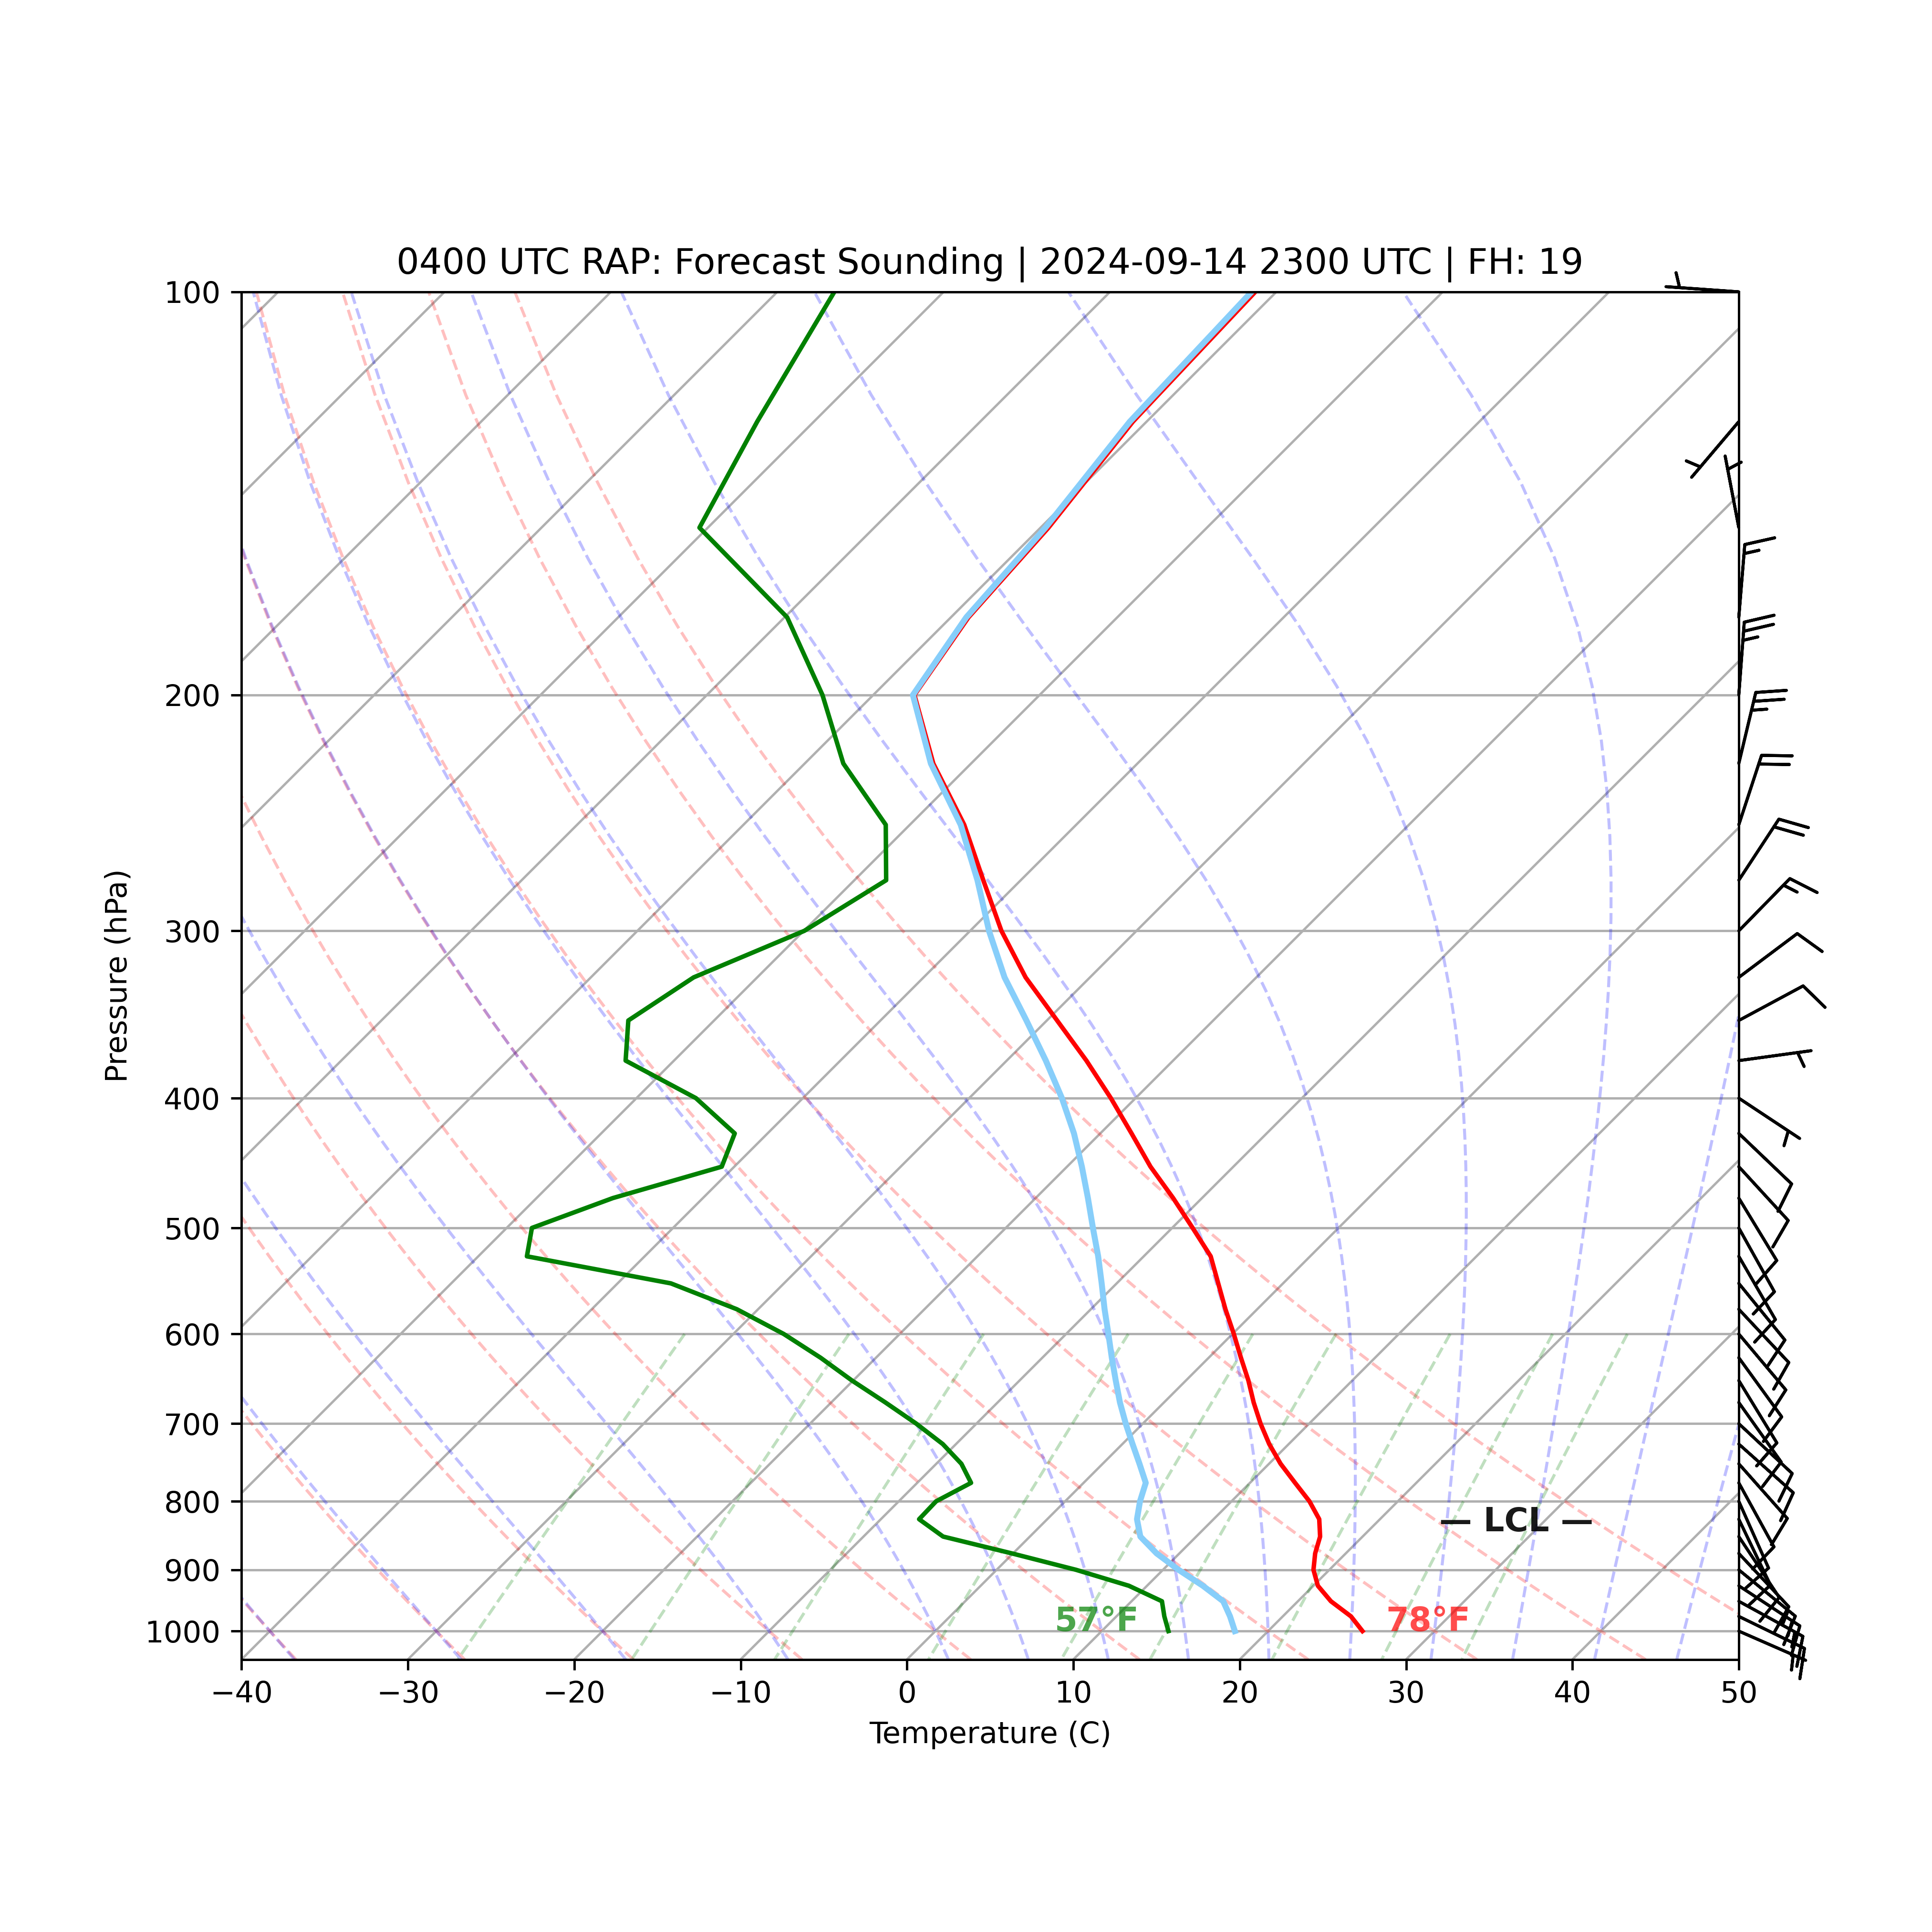 0400 UTC RAP: Forecast Sounding | 2024-09-14 2300 UTC | FH: 19
100
200
300
400
500
600
700
800
900
1000
Pressure (hPa)
— LCL —
57°F
78°F
−40 −30 −20 −10 0 10 20 30 40 50
Temperature (C)